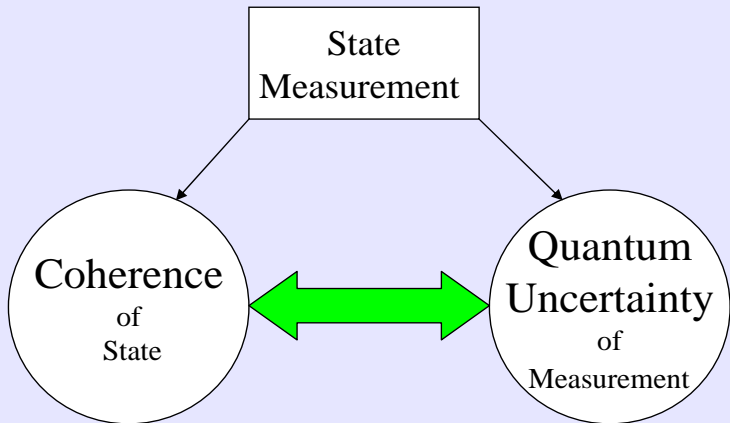 State
Measurement
Coherence
of
State
Quantum
Uncertainty
of
Measurement